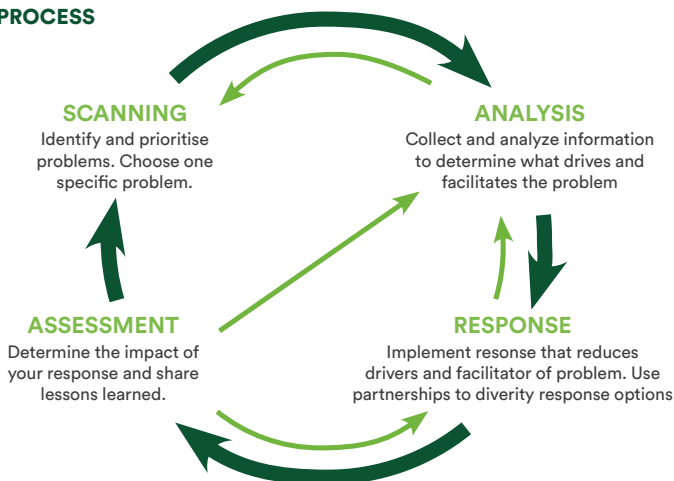 PROCESS
SCANNING
Identify and prioritise
problems. Choose one
specific problem.
ANALYSIS
Collect and analyze information
to determine what drives and
facilitates the problem
ASSESSMENT
Determine the impact of
your response and share
lessons learned.
RESPONSE
Implement resonse that reduces
drivers and facilitator of problem. Use
partnerships to diverity response options